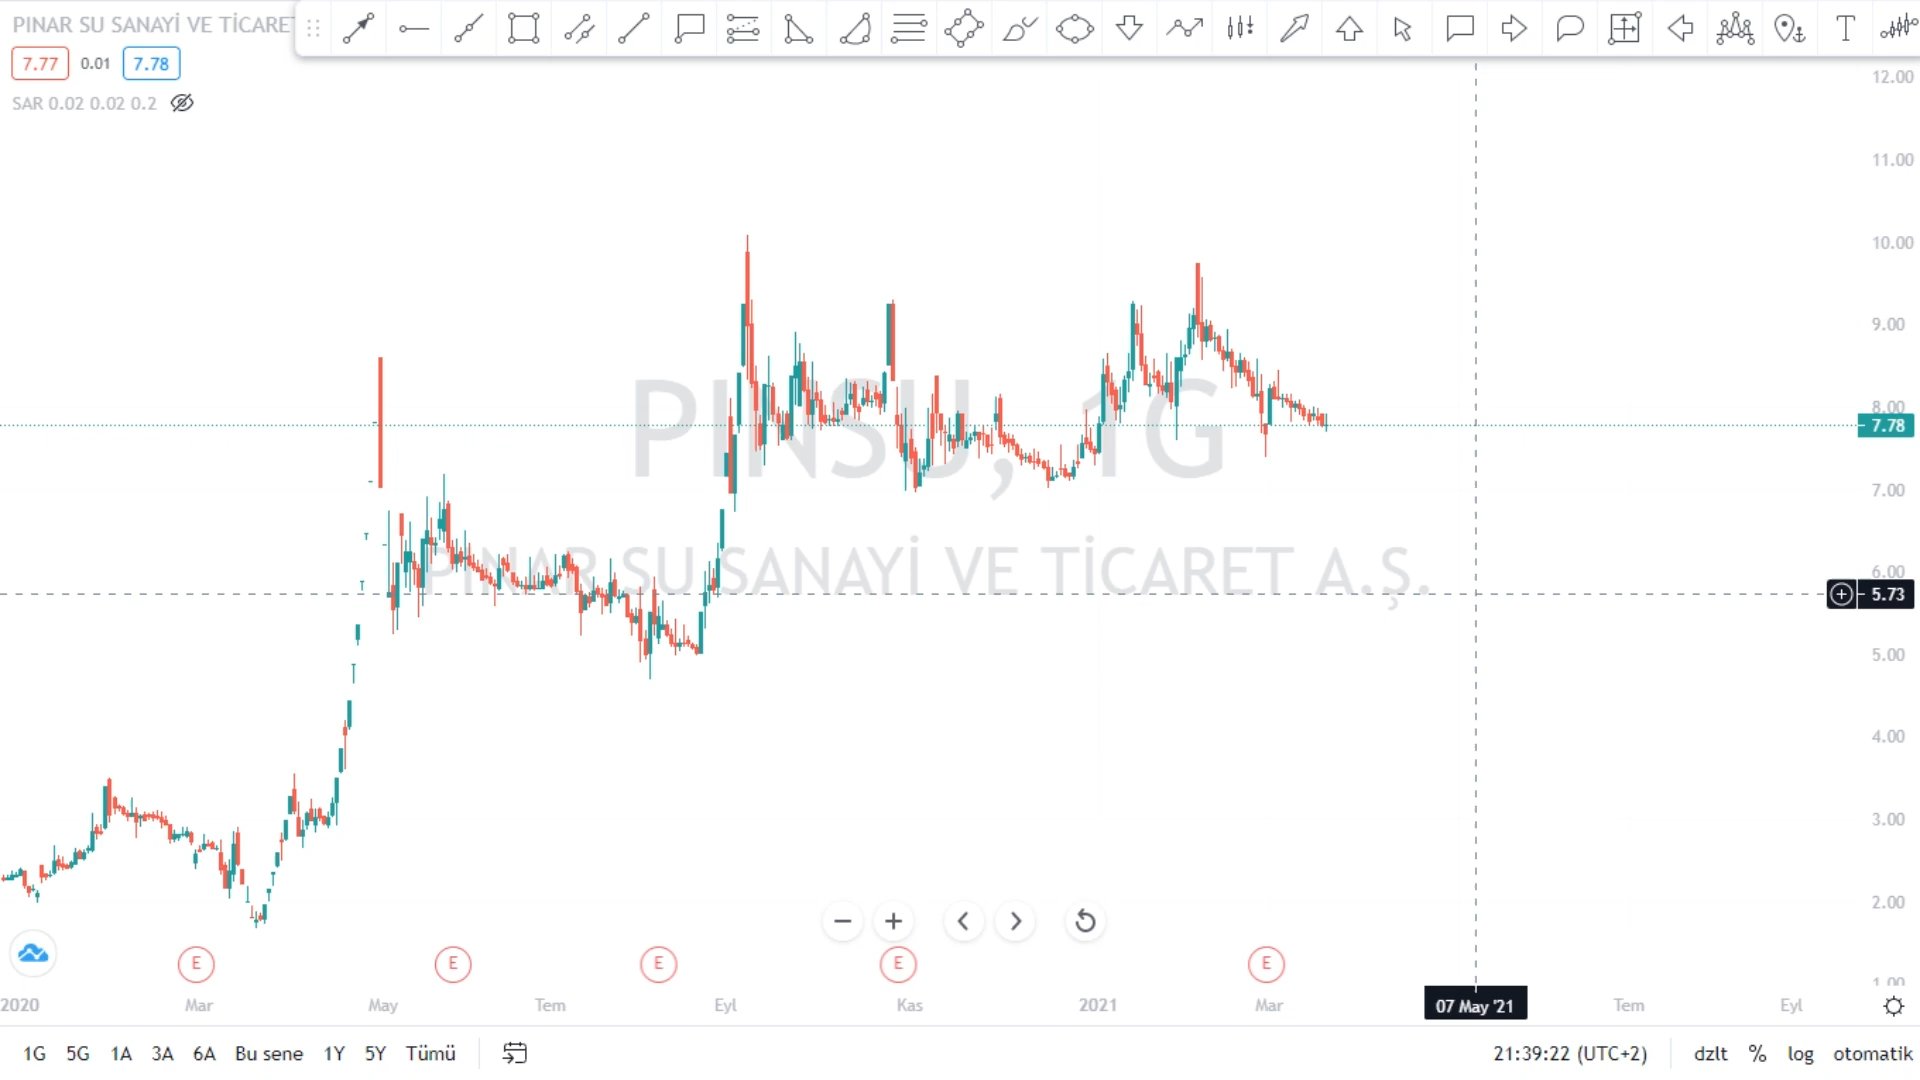 PINAR SU SANAYİ VE TİCARET
7.77 0.01 7.78
SAR 0.02 0.02 0.2
T
12.00
11.00
10.00
9.00
8.00
7.78
7.00
6.00
5.73
5.00
4.00
3.00
2.00
1.00
PINSU, 1G
PINAR SU SANAYİ VE TİCARET A.Ş.
E E E E E
2020 Mar May Tem Eyl Kas 2021 Mar 07 May '21 Tem Eyl
1G 5G 1A 3A 6A Bu sene 1Y 5Y Tümü 21:39:22 (UTC+2) dzlt % log otomatik